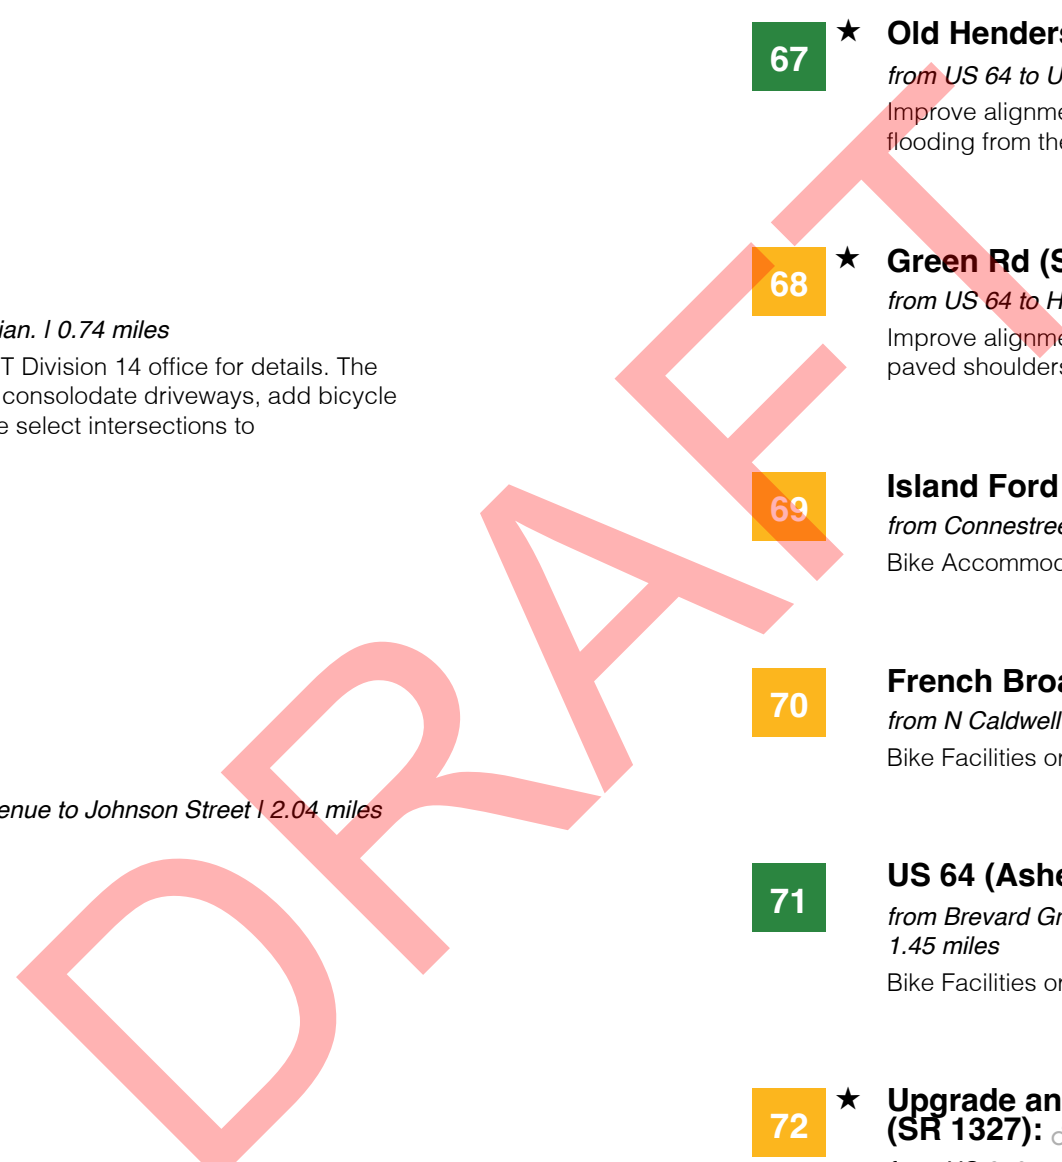 ian. | 0.74 miles
T Division 14 office for details. The
consolodate driveways, add bicycle
e select intersections to
enue to Johnson Street | 2.04 miles
67 ★ Old Henders
from US 64 to U
Improve alignme
flooding from the
68 ★ Green Rd (S
from US 64 to H
Improve alignme
paved shoulders
69 Island Ford
from Connestree
Bike Accommod
70 French Broa
from N Caldwell
Bike Facilities or
71 US 64 (Ashe
from Brevard Gr
1.45 miles
Bike Facilities or
72 ★ Upgrade an
(SR 1327):
DRAFT